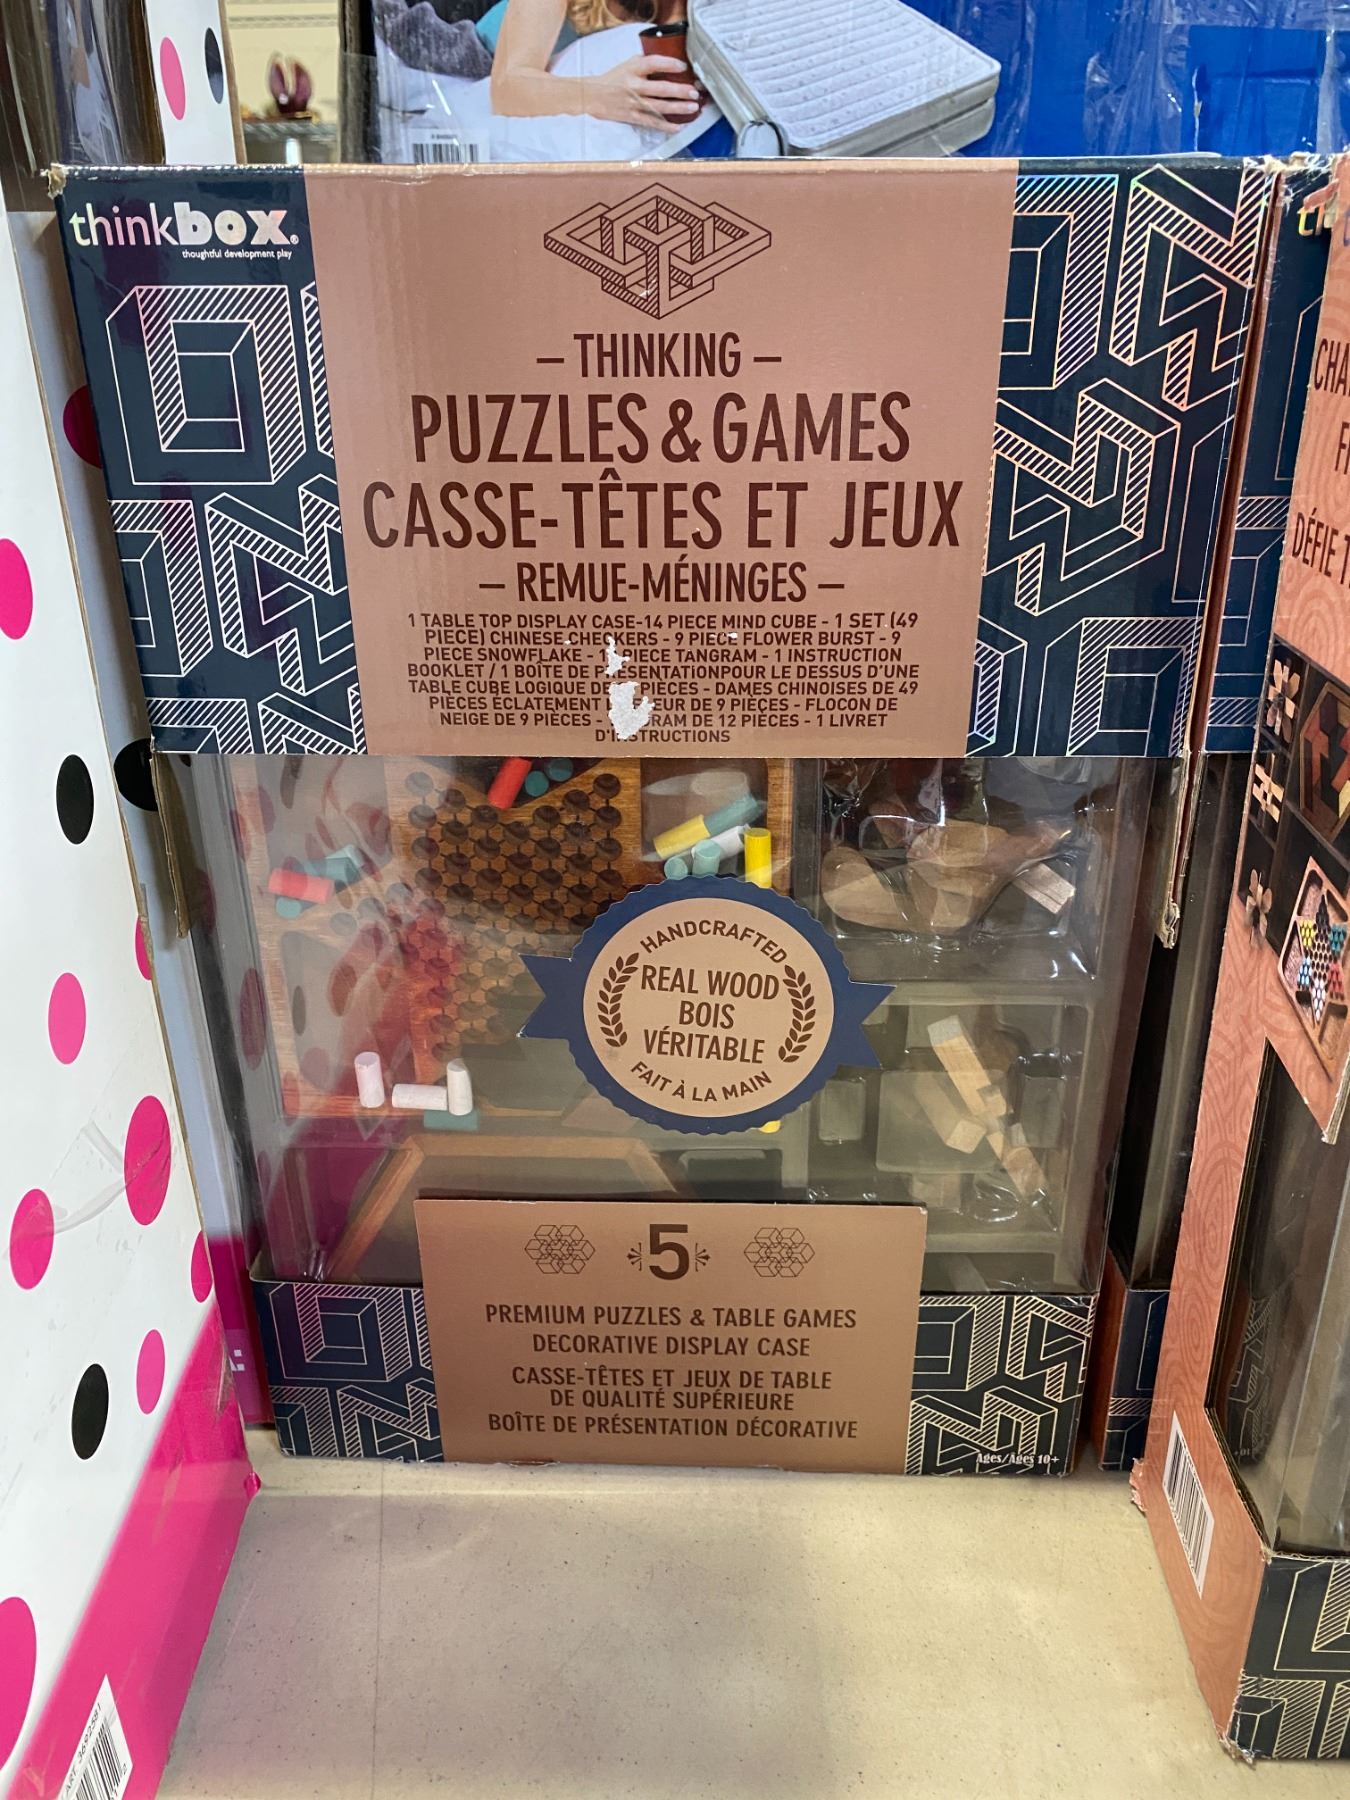 thinkbox®
thoughtful development play
— THINKING —
PUZZLES & GAMES
CASSE-TÊTES ET JEUX
— REMUE-MÉNINGES —
1 TABLE TOP DISPLAY CASE-14 PIECE MIND CUBE - 1 SET (49
PIECE) CHINESE CHECKERS - 9 PIECE FLOWER BURST - 9
PIECE SNOWFLAKE - PIECE TANGRAM - 1 INSTRUCTION
BOOKLET / 1 BOÎTE DE PRÉSENTATIONPOUR LE DESSUS D'UNE
TABLE CUBE LOGIQUE DE PIÈCES - DAMES CHINOISES DE 49
PIÈCES ÉCLATEMENT DE 9 PIÈCES - FLOCON DE
NEIGE DE 9 PIÈCES - DE 12 PIÈCES - 1 LIVRET
D'INSTRUCTIONS
HANDCRAFTED
REAL WOOD
BOIS
VÉRITABLE
FAIT À LA MAIN
5
PREMIUM PUZZLES & TABLE GAMES
DECORATIVE DISPLAY CASE
CASSE-TÊTES ET JEUX DE TABLE
DE QUALITÉ SUPÉRIEURE
BOÎTE DE PRÉSENTATION DÉCORATIVE
Ages/Âges 10+
DÉFIE
ART. 3692581